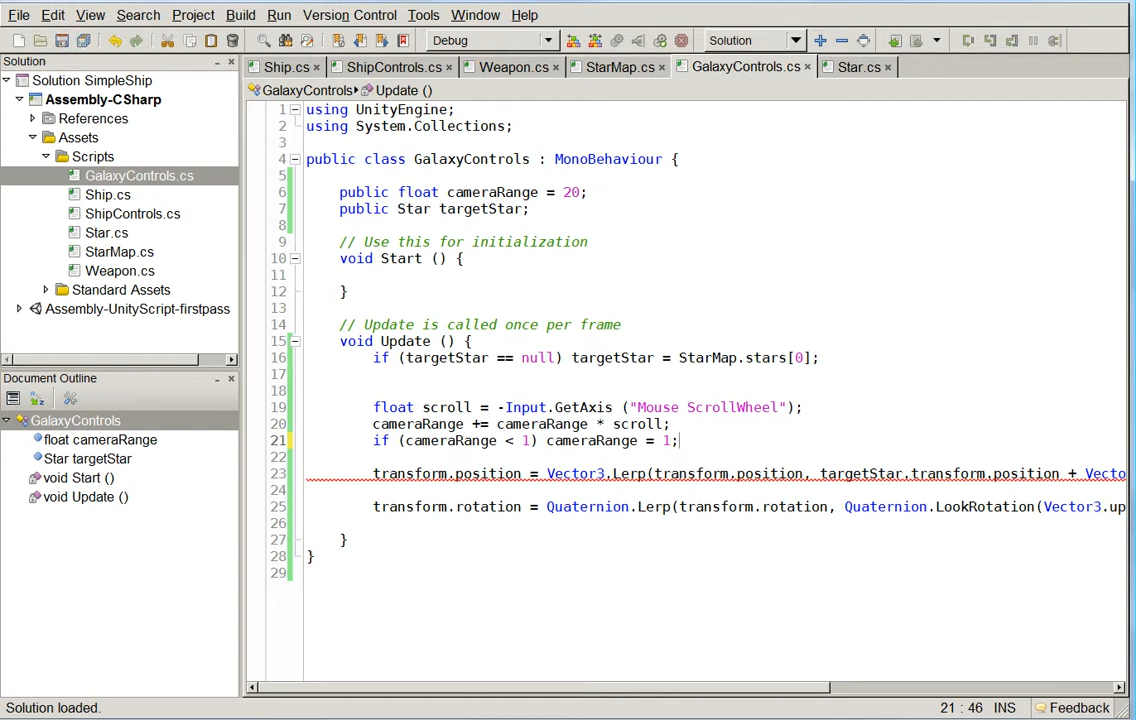 File Edit View Search Project Build Run Version Control Tools Window Help
Debug Solution
Solution
Solution SimpleShip
Assembly-CSharp
References
Assets
Scripts
GalaxyControls.cs
Ship.cs
ShipControls.cs
Star.cs
StarMap.cs
Weapon.cs
Standard Assets
Assembly-UnityScript-firstpass
Document Outline
GalaxyControls
float cameraRange
Star targetStar
void Start ()
void Update ()
Ship.cs ShipControls.cs Weapon.cs StarMap.cs GalaxyControls.cs Star.cs
GalaxyControls Update ()
1 using UnityEngine;
2 using System.Collections;
3
4 public class GalaxyControls : MonoBehaviour {
5
6 public float cameraRange = 20;
7 public Star targetStar;
8
9 // Use this for initialization
10 void Start () {
11
12 }
13
14 // Update is called once per frame
15 void Update () {
16 if (targetStar == null) targetStar = StarMap.stars[0];
17
18
19 float scroll = -Input.GetAxis ("Mouse ScrollWheel");
20 cameraRange += cameraRange * scroll;
21 if (cameraRange < 1) cameraRange = 1;
22
23 transform.position = Vector3.Lerp(transform.position, targetStar.transform.position + Vecto
24
25 transform.rotation = Quaternion.Lerp(transform.rotation, Quaternion.LookRotation(Vector3.up
26
27 }
28 }
29
Solution loaded. 21 : 46 INS Feedback